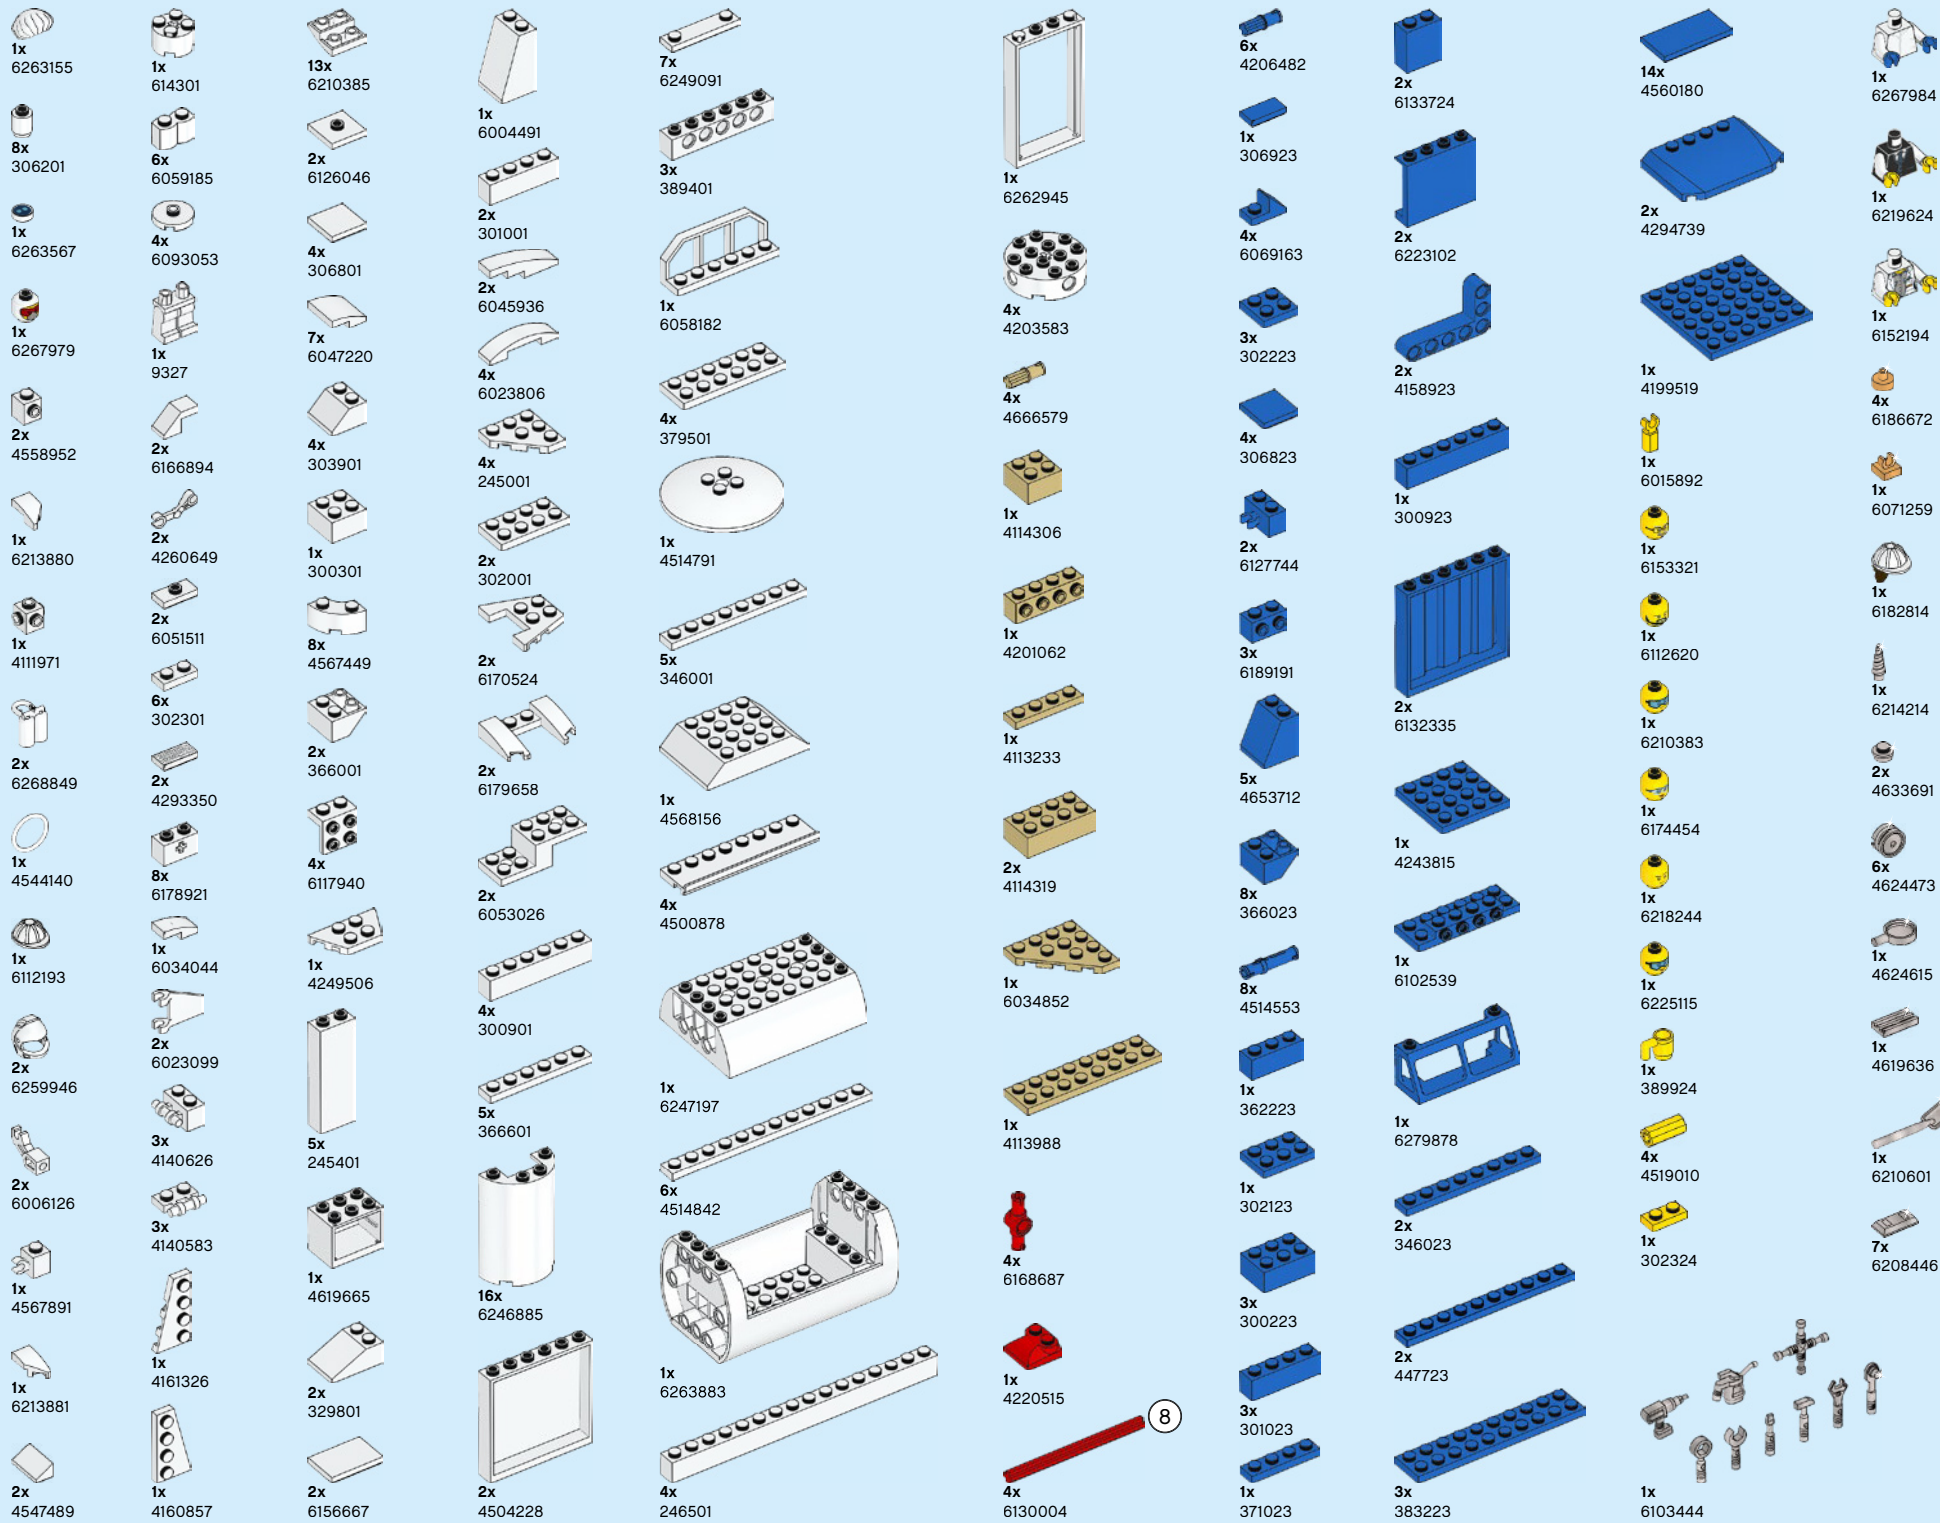 1x
6263155
8x
306201
1x
6263567
1x
6267979
2x
4558952
1x
6213880
1x
4111971
2x
6268849
1x
4544140
1x
6112193
2x
6259946
2x
6006126
1x
4567891
1x
6213881
2x
4547489
1x
614301
6x
6059185
4x
6093053
1x
9327
2x
6166894
2x
4260649
2x
6051511
6x
302301
2x
4293350
8x
6178921
1x
6034044
2x
6023099
3x
4140626
3x
4140583
1x
4161326
1x
4160857
13x
6210385
2x
6126046
4x
306801
7x
6047220
4x
303901
1x
300301
8x
4567449
2x
366001
4x
6117940
1x
4249506
5x
245401
1x
4619665
2x
329801
2x
6156667
1x
6004491
2x
301001
2x
6045936
4x
6023806
4x
245001
2x
302001
2x
6170524
2x
6179658
2x
6053026
4x
300901
5x
366601
16x
6246885
2x
4504228
7x
6249091
3x
389401
1x
6058182
4x
379501
1x
4514791
5x
346001
1x
4568156
4x
4500878
1x
6247197
6x
4514842
1x
6263883
4x
246501
1x
6262945
4x
4203583
4x
4666579
1x
4114306
1x
4201062
1x
4113233
2x
4114319
1x
6034852
1x
4113988
4x
6168687
1x
4220515
8
4x
6130004
6x
4206482
1x
306923
4x
6069163
3x
302223
4x
306823
2x
6127744
3x
6189191
5x
4653712
8x
366023
8x
4514553
1x
362223
1x
302123
3x
300223
3x
301023
1x
371023
2x
6133724
2x
6223102
2x
4158923
1x
300923
2x
6132335
1x
4243815
1x
6102539
1x
6279878
2x
346023
2x
447723
3x
383223
14x
4560180
2x
4294739
1x
4199519
1x
6015892
1x
6153321
1x
6112620
1x
6210383
1x
6174454
1x
6218244
1x
6225115
1x
389924
4x
4519010
1x
302324
1x
6103444
1x
6267984
1x
6219624
1x
6152194
4x
6186672
1x
6071259
1x
6182814
1x
6214214
2x
4633691
6x
4624473
1x
4624615
1x
4619636
1x
6210601
7x
6208446